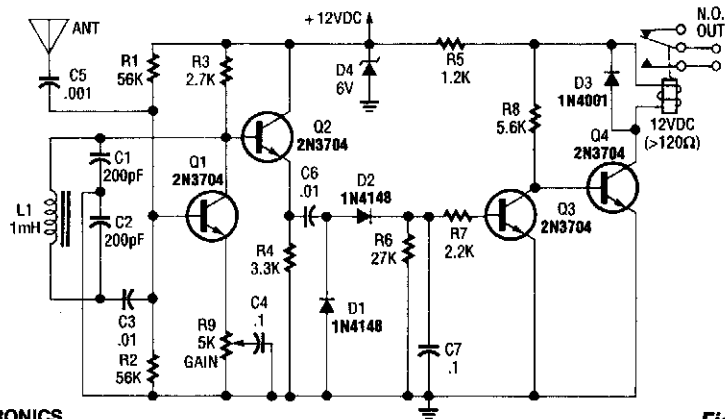 ANT
+ 12VDC
N.O.
OUT
C5
.001
R1
56K
R3
2.7K
D4
6V
R5
1.2K
D3
1N4001
R8
5.6K
Q4
2N3704
12VDC
(>120Ω)
Q2
2N3704
C1
200pF
Q1
2N3704
C6
.01
D2
1N4148
L1
1mH
C2
200pF
Q3
2N3704
R4
3.3K
R6
27K
R7
2.2K
C3
.01
C4
.1
D1
1N4148
R9
5K
GAIN
R2
56K
C7
.1